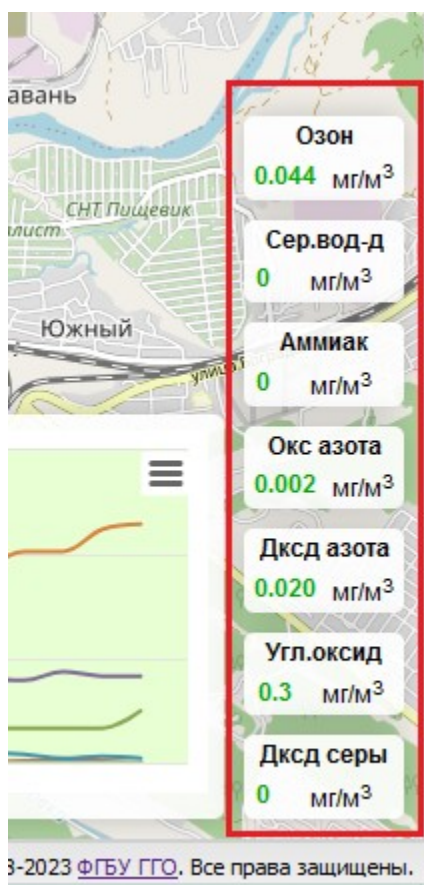 авань
СНТ Пищевик
лист
Южный
улица
Озон
0.044 мг/м³
Сер.вод-д
0 мг/м³
Аммиак
0 мг/м³
Окс азота
0.002 мг/м³
Дксд азота
0.020 мг/м³
Угл.оксид
0.3 мг/м³
Дксд серы
0 мг/м³
3-2023 ФГБУ ГГО. Все права защищены.